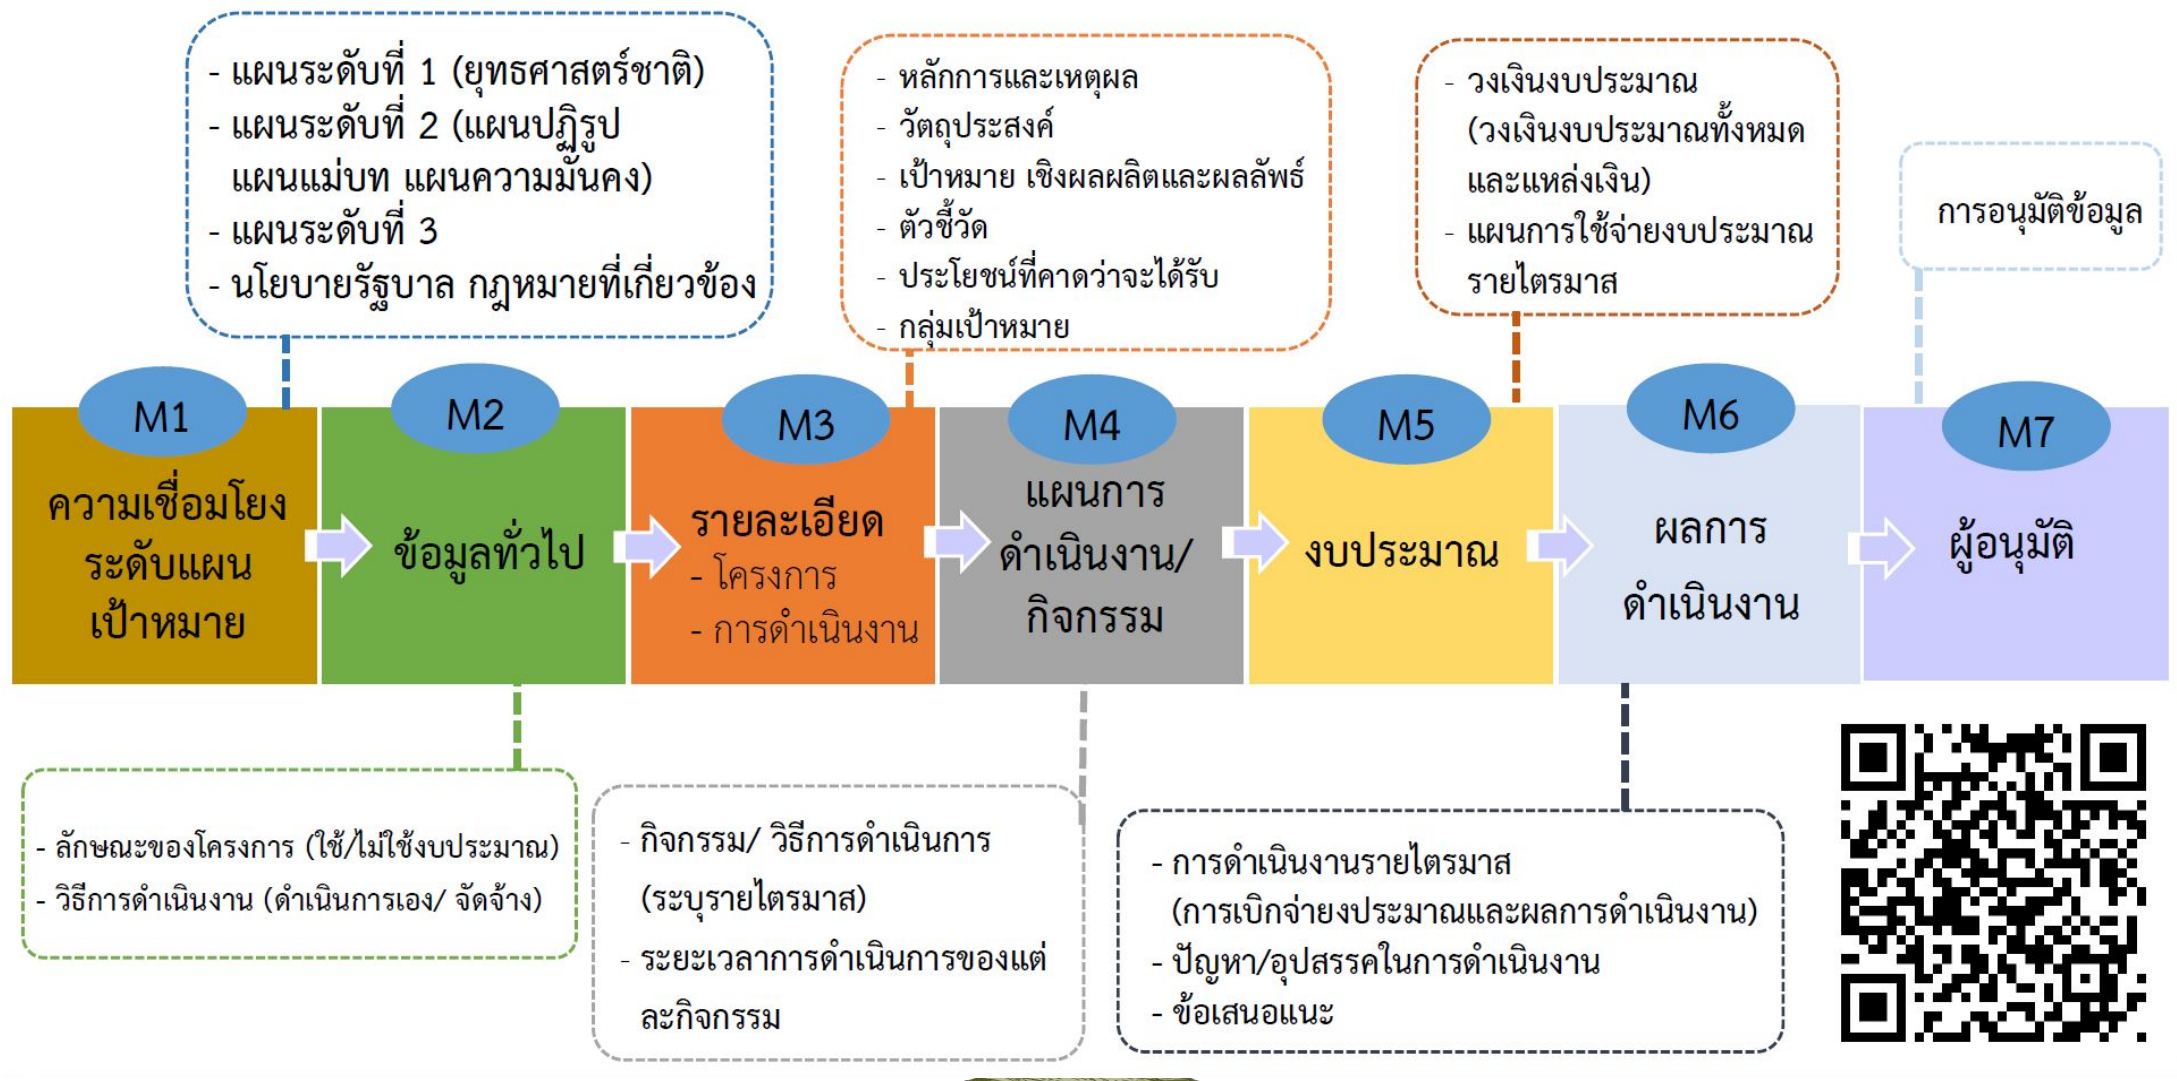 - แผนระดับที่ 1 (ยุทธศาสตร์ชาติ)
- แผนระดับที่ 2 (แผนปฏิรูป
แผนแม่บท แผนความมั่นคง)
- แผนระดับที่ 3
- นโยบายรัฐบาล กฎหมายที่เกี่ยวข้อง
- หลักการและเหตุผล
- วัตถุประสงค์
- เป้าหมาย เชิงผลผลิตและผลลัพธ์
- ตัวชี้วัด
- ประโยชน์ที่คาดว่าจะได้รับ
- กลุ่มเป้าหมาย
- วงเงินงบประมาณ
(วงเงินงบประมาณทั้งหมด
และแหล่งเงิน)
- แผนการใช้จ่ายงบประมาณ
รายไตรมาส
การอนุมัติข้อมูล
M1
ความเชื่อมโยง
ระดับแผน
เป้าหมาย
M2
ข้อมูลทั่วไป
M3
รายละเอียด
- โครงการ
- การดำเนินงาน
M4
แผนการ
ดำเนินงาน/
กิจกรรม
M5
งบประมาณ
M6
ผลการ
ดำเนินงาน
M7
ผู้อนุมัติ
- ลักษณะของโครงการ (ใช้/ไม่ใช้งบประมาณ)
- วิธีการดำเนินงาน (ดำเนินการเอง/ จัดจ้าง)
- กิจกรรม/ วิธีการดำเนินการ
(ระบุรายไตรมาส)
- ระยะเวลาการดำเนินการของแต่
ละกิจกรรม
- การดำเนินงานรายไตรมาส
(การเบิกจ่ายงประมาณและผลการดำเนินงาน)
- ปัญหา/อุปสรรคในการดำเนินงาน
- ข้อเสนอแนะ